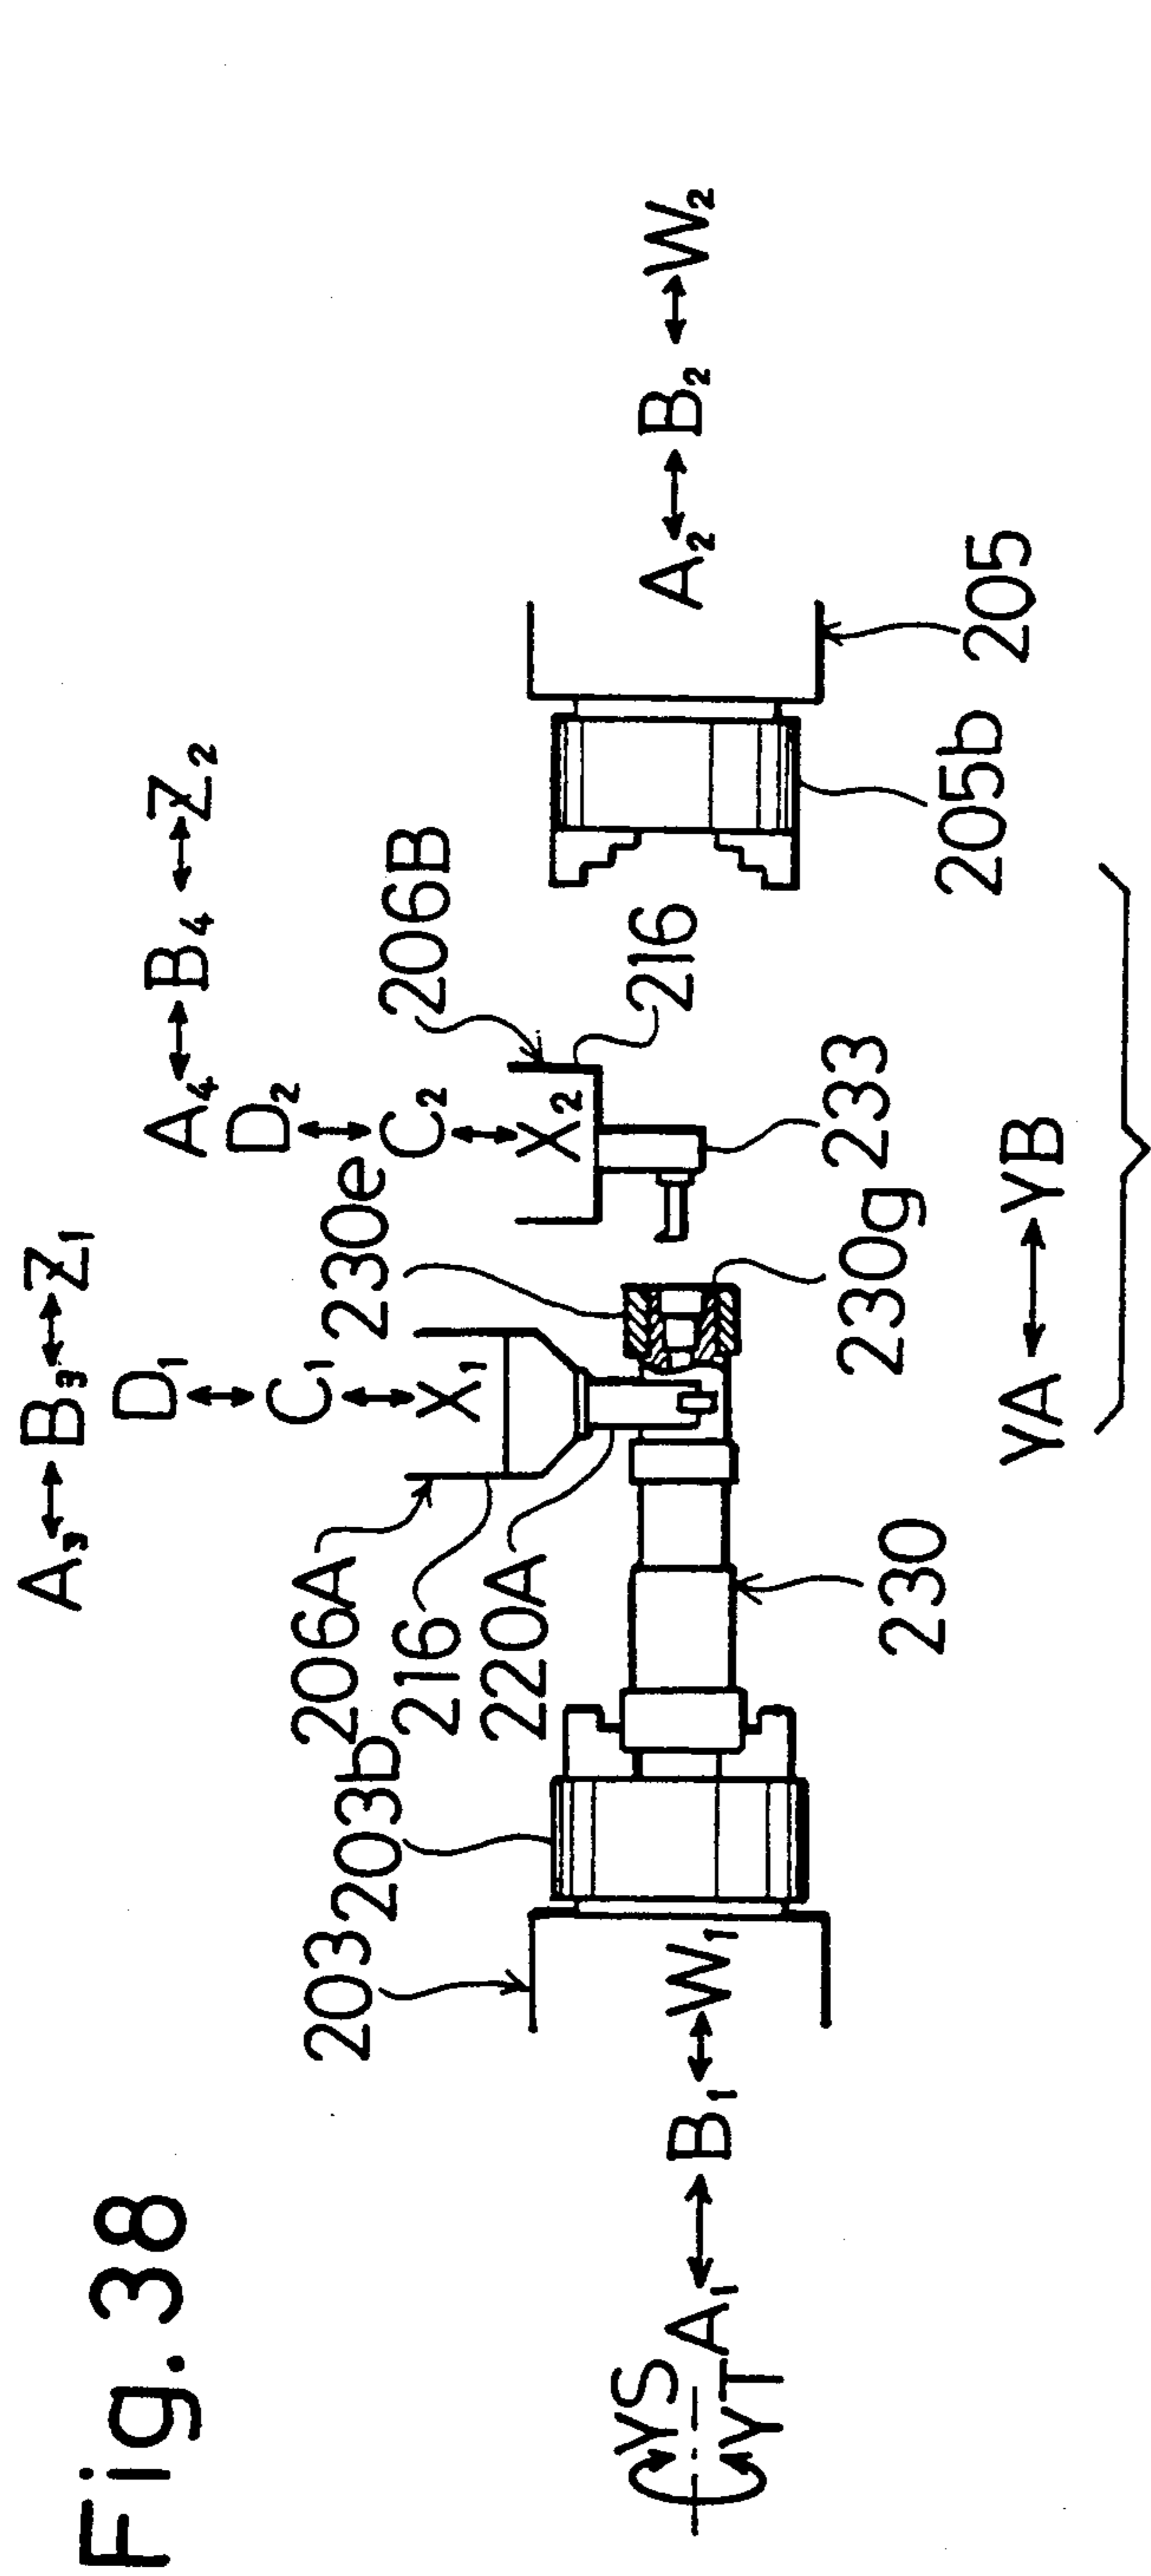 Fig. 38
A₃ ↔ B₃ ↔ Z₁
D₁
C₁
X₁
A₄ ↔ B₄ ↔ Z₂
D₂
C₂
X₂
206A
216
220A
230e
206B
216
203
203b
YS
YT
A₁ ↔ B₁ ↔ W₁
A₂ ↔ B₂ ↔ W₂
230
230g
233
205b
205
YA ↔ YB